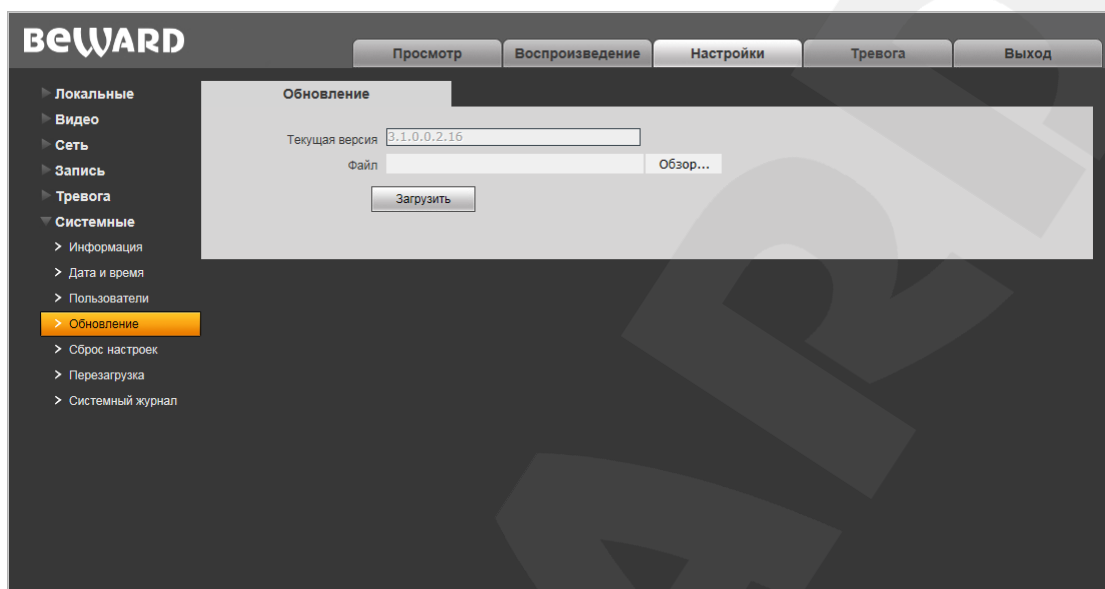 BEWARD
Просмотр Воспроизведение Настройки Тревога Выход
Локальные
Видео
Сеть
Запись
Тревога
Системные
Информация
Дата и время
Пользователи
Обновление
Сброс настроек
Перезагрузка
Системный журнал
Обновление
Текущая версия 3.1.0.0.2.16
Файл Обзор...
Загрузить